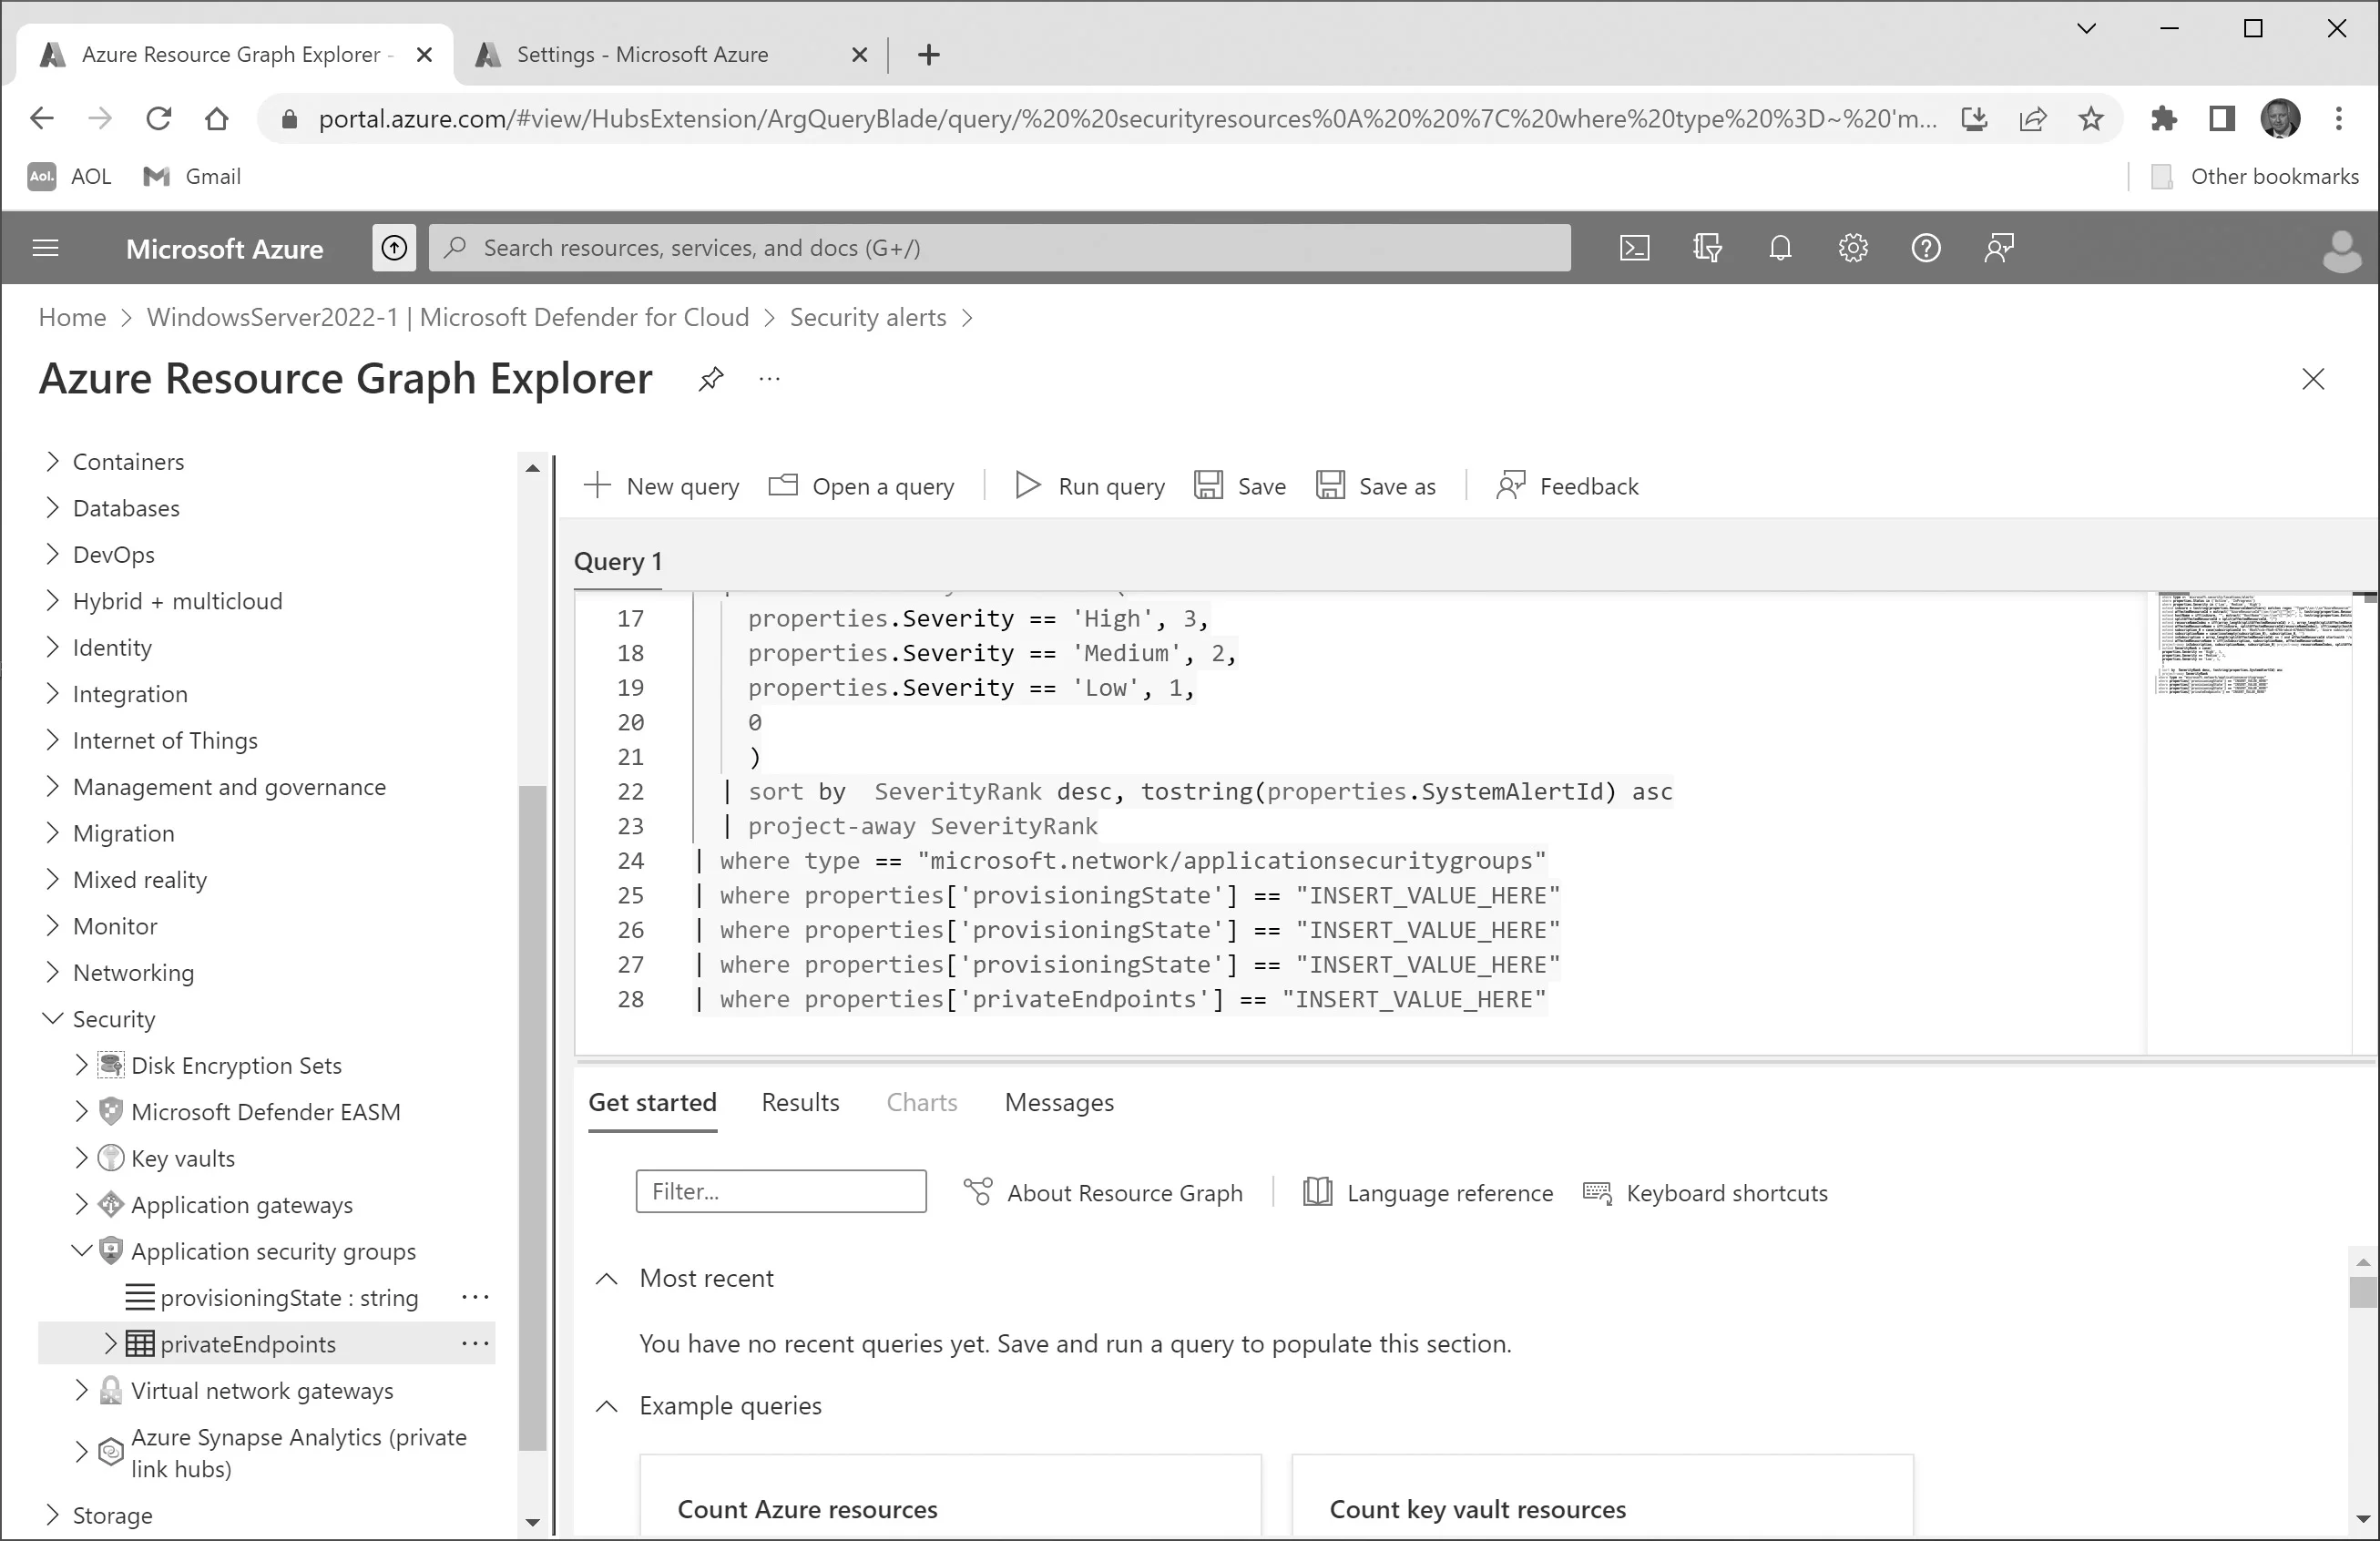 Azure Resource Graph Explorer -
Settings - Microsoft Azure
portal.azure.com/#view/HubsExtension/ArgQueryBlade/query/%20%20securityresources%0A%20%20%7C%20where%20type%20%3D~%20'm...
Aol. AOL
Gmail
Other bookmarks
Microsoft Azure
Search resources, services, and docs (G+/)
Home > WindowsServer2022-1 | Microsoft Defender for Cloud > Security alerts >
Azure Resource Graph Explorer ...
Containers
Databases
DevOps
Hybrid + multicloud
Identity
Integration
Internet of Things
Management and governance
Migration
Mixed reality
Monitor
Networking
Security
Disk Encryption Sets
Microsoft Defender EASM
Key vaults
Application gateways
Application security groups
provisioningState : string ...
privateEndpoints ...
Virtual network gateways
Azure Synapse Analytics (private
link hubs)
Storage
New query
Open a query
Run query
Save
Save as
Feedback
Query 1
17 properties.Severity == 'High', 3,
18 properties.Severity == 'Medium', 2,
19 properties.Severity == 'Low', 1,
20 0
21 )
22 | sort by  SeverityRank desc, tostring(properties.SystemAlertId) asc
23 | project-away SeverityRank
24 | where type == "microsoft.network/applicationsecuritygroups"
25 | where properties['provisioningState'] == "INSERT_VALUE_HERE"
26 | where properties['provisioningState'] == "INSERT_VALUE_HERE"
27 | where properties['provisioningState'] == "INSERT_VALUE_HERE"
28 | where properties['privateEndpoints'] == "INSERT_VALUE_HERE"
Get started
Results
Charts
Messages
Filter...
About Resource Graph
Language reference
Keyboard shortcuts
Most recent
You have no recent queries yet. Save and run a query to populate this section.
Example queries
Count Azure resources
Count key vault resources